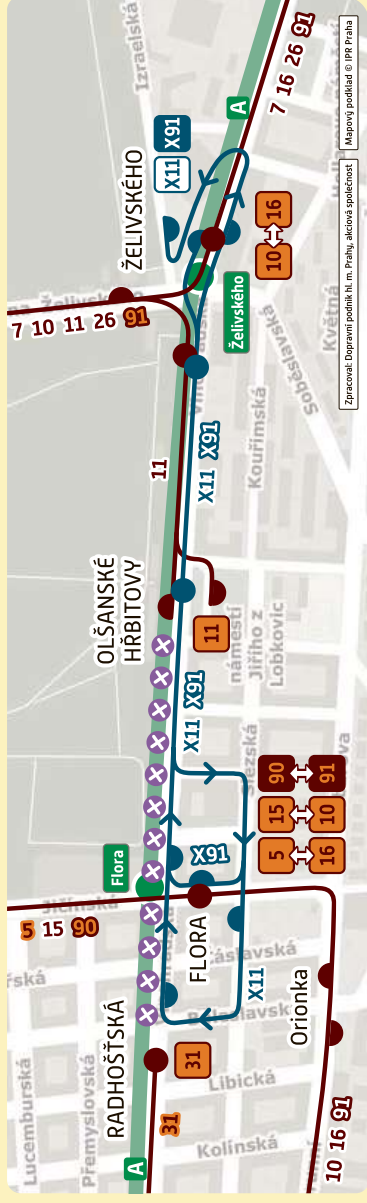 Izraelská
ŽELIVSKÉHO
X11 X91
A
7 16 26 91
Mapový podklad © IPR Praha
Zpracoval: Dopravní podnik hl. m. Prahy, akciová společnost
10 16
Želivského
7 10 11 26 91
Květná
Soběslavská
Kouřimská
11
X11 X91
OLŠANSKÉ
HŘBITOVY
11
náměstí
Jiřího z
Lobkovic
X11 X91
Slezská
90 91
15 10
5 16
Flora
X91
Jičínská
5 15 90
FLORA
X11
RADHOŠŤSKÁ
31
31
A
Orionka
Libická
Kolínská
10 16 91
Lucemburská
Přemyslovská